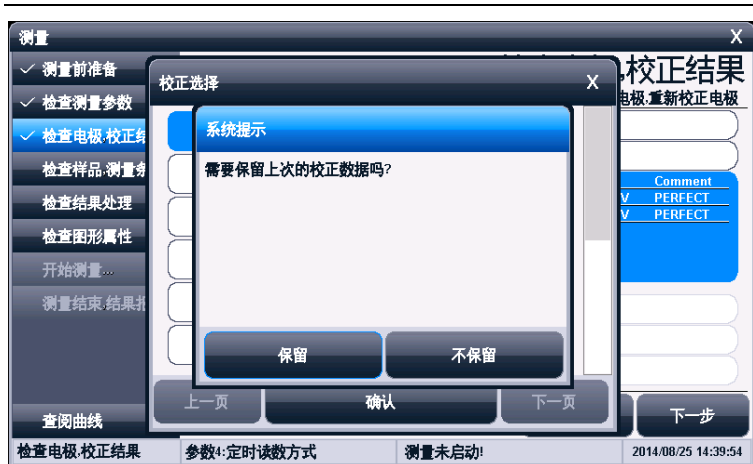 测量
X
测量前准备
检查测量参数
检查电极,校正结
检查样品,测量条
检查结果处理
检查图形属性
开始测量...
测量结束,结果报
查阅曲线
校正结果
电极,重新校正电极
Comment
V PERFECT
V PERFECT
校正选择
X
系统提示
需要保留上次的校正数据吗?
保留
不保留
上一页
确认
下一页
下一步
检查电极,校正结果
参数4:定时读数方式
测量未启动!
2014/08/25 14:39:54